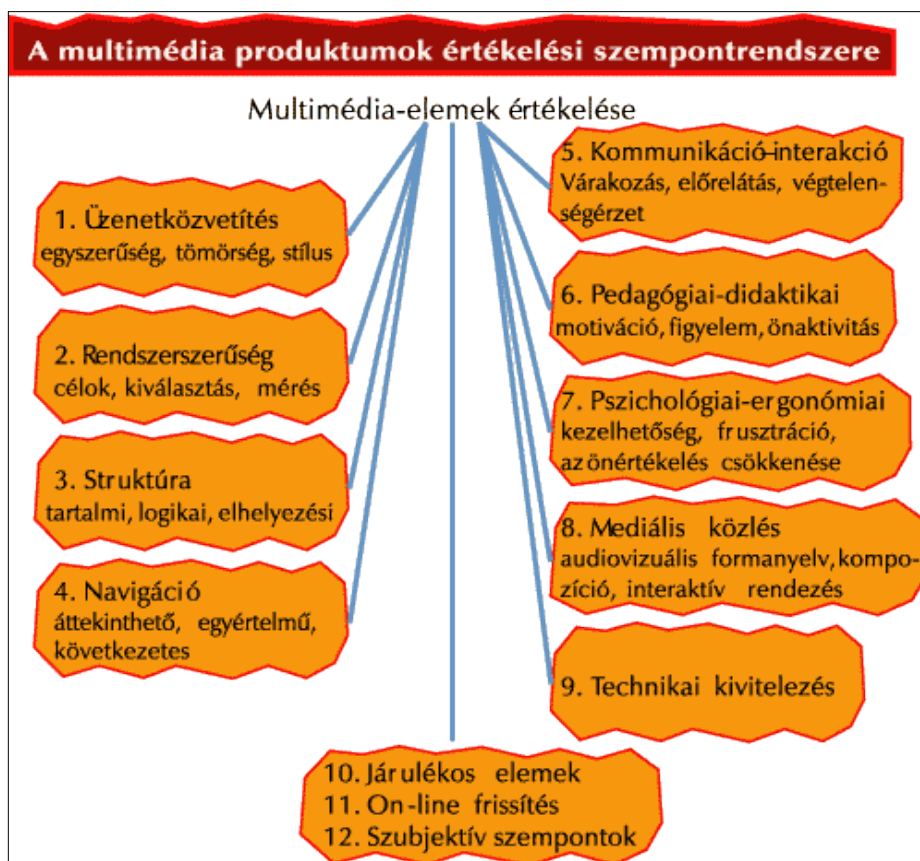 A multimédia produktumok értékelési szempontrendszere
Multimédia-elemek értékelése
1. Üzenetközvetítés
egyszerűség, tömörség, stílus
2. Rendszerszerűség
célok, kiválasztás, mérés
3. Struktúra
tartalmi, logikai, elhelyezési
4. Navigáció
áttekinthető, egyértelmű,
következetes
5. Kommunikáció-interakció
Várakozás, előrelátás, végtelen-
ségérzet
6. Pedagógiai-didaktikai
motiváció, figyelem, önaktivitás
7. Pszichológiai-ergonómiai
kezelhetőség, frusztráció,
az önértékelés csökkenése
8. Mediális közlés
audiovizuális formanyelv, kompo-
zíció, interaktív rendezés
9. Technikai kivitelezés
10. Járulékos elemek
11. On-line frissítés
12. Szubjektív szempontok